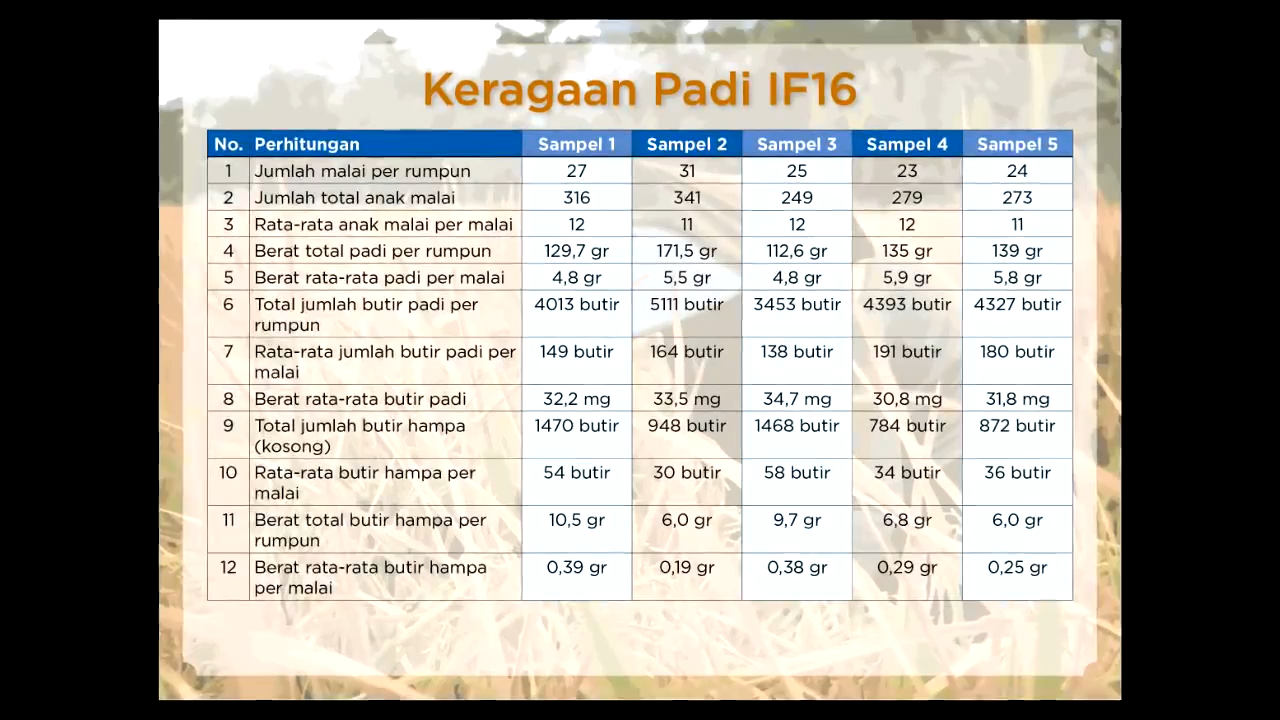 Keragaan Padi IF16
No. Perhitungan Sampel 1 Sampel 2 Sampel 3 Sampel 4 Sampel 5
1 Jumlah malai per rumpun 27 31 25 23 24
2 Jumlah total anak malai 316 341 249 279 273
3 Rata-rata anak malai per malai 12 11 12 12 11
4 Berat total padi per rumpun 129,7 gr 171,5 gr 112,6 gr 135 gr 139 gr
5 Berat rata-rata padi per malai 4,8 gr 5,5 gr 4,8 gr 5,9 gr 5,8 gr
6 Total jumlah butir padi per 4013 butir 5111 butir 3453 butir 4393 butir 4327 butir
rumpun
7 Rata-rata jumlah butir padi per 149 butir 164 butir 138 butir 191 butir 180 butir
malai
8 Berat rata-rata butir padi 32,2 mg 33,5 mg 34,7 mg 30,8 mg 31,8 mg
9 Total jumlah butir hampa 1470 butir 948 butir 1468 butir 784 butir 872 butir
(kosong)
10 Rata-rata butir hampa per 54 butir 30 butir 58 butir 34 butir 36 butir
malai
11 Berat total butir hampa per 10,5 gr 6,0 gr 9,7 gr 6,8 gr 6,0 gr
rumpun
12 Berat rata-rata butir hampa 0,39 gr 0,19 gr 0,38 gr 0,29 gr 0,25 gr
per malai